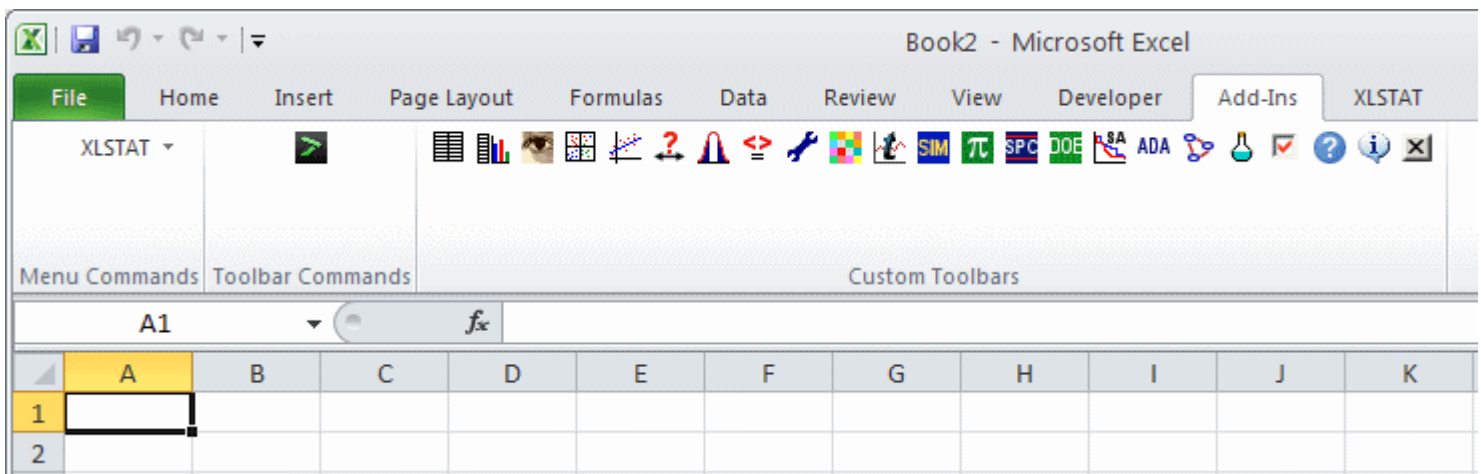 Book2 - Microsoft Excel
File Home Insert Page Layout Formulas Data Review View Developer Add-Ins XLSTAT
XLSTAT SIM π SPC DOE SA ADA
Menu Commands Toolbar Commands Custom Toolbars
A1 fx
A B C D E F G H I J K
1
2